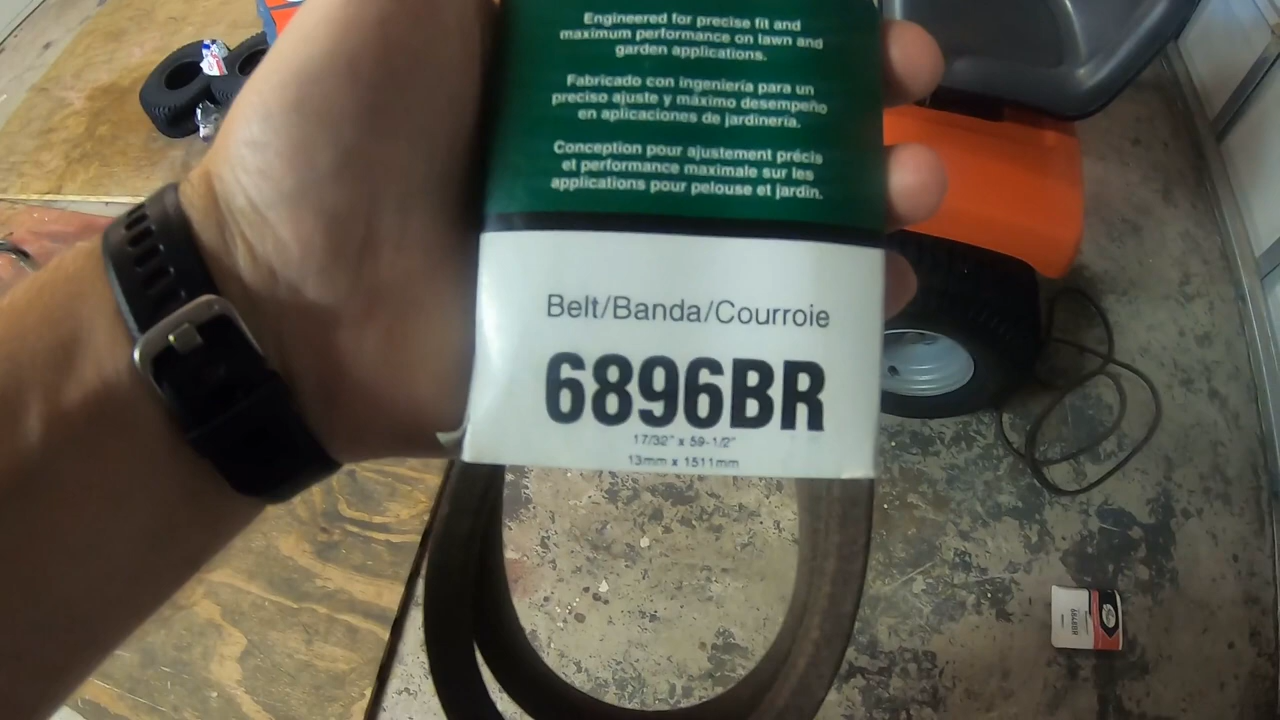 Engineered for precise fit and
maximum performance on lawn and
garden applications.
Fabricado con ingeniería para un
preciso ajuste y máximo desempeño
en aplicaciones de jardinería.
Conception pour ajustement précis
et performance maximale sur les
applications pour pelouse et jardin.
Belt/Banda/Courroie
6896BR
17/32" x 59-1/2"
13mm x 1511mm